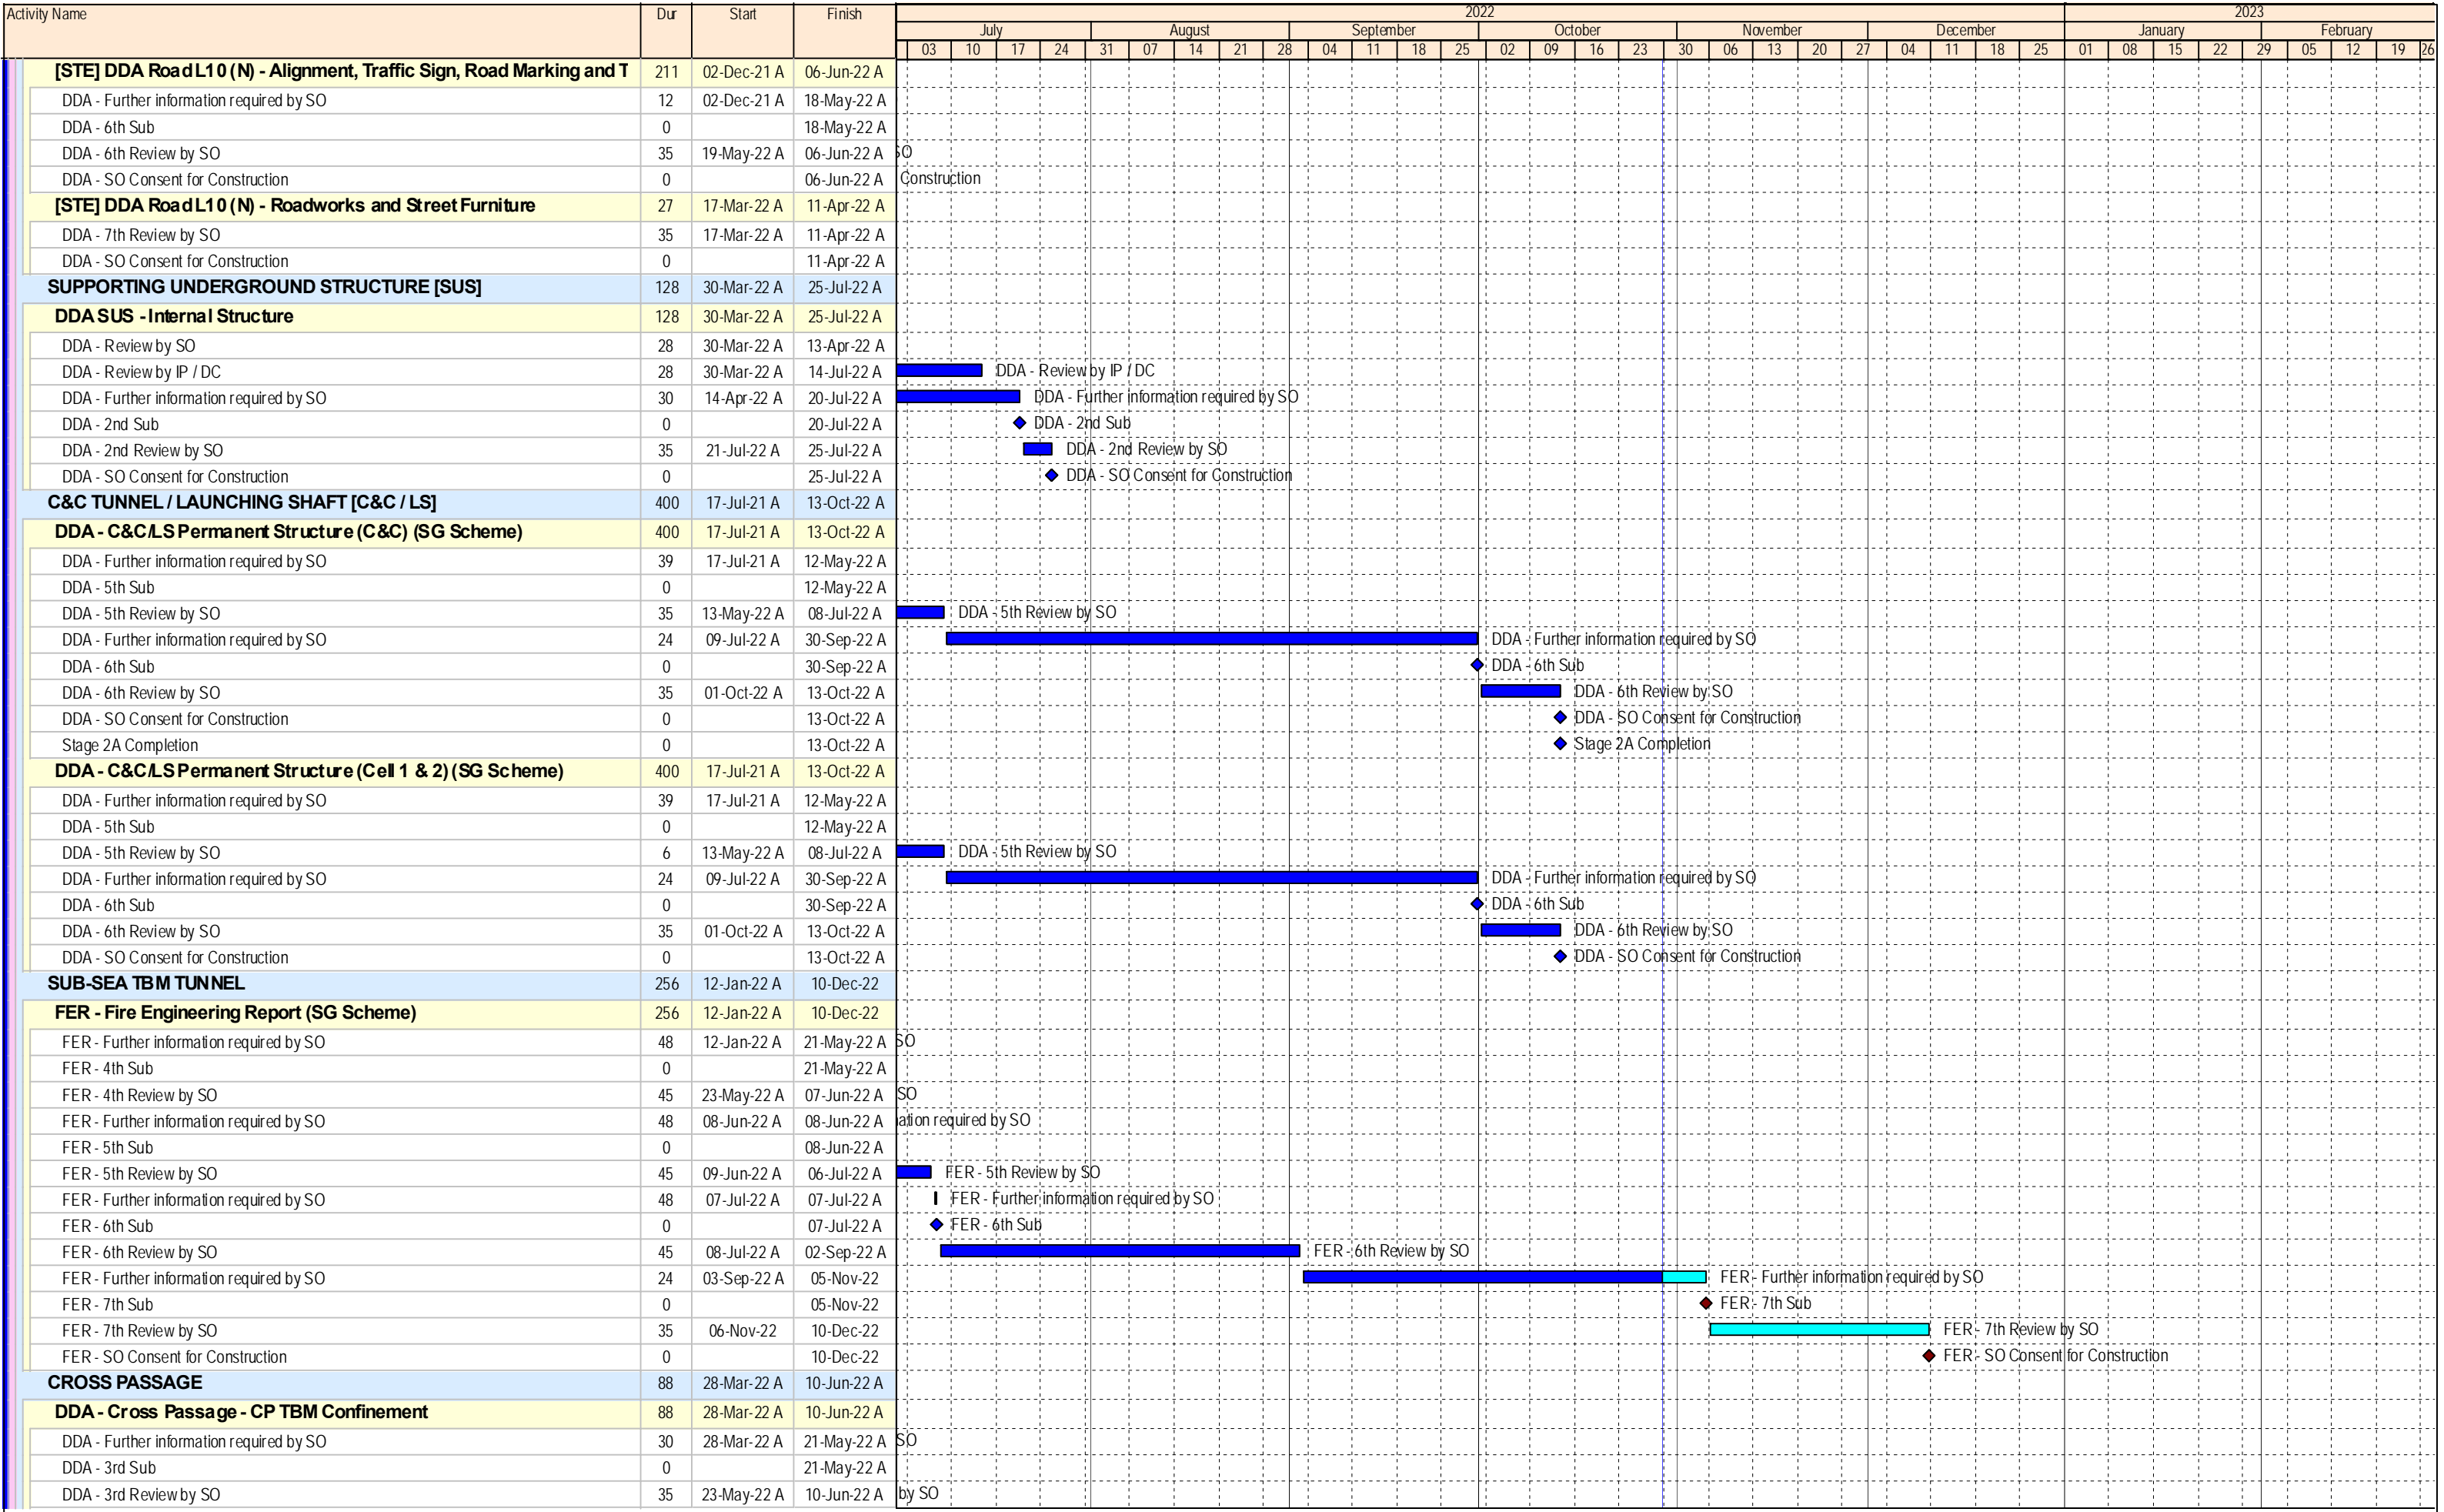 Activity Name Dur Start Finish 2022 2023
July August September October November December January February
03 10 17 24 31 07 14 21 28 04 11 18 25 02 09 16 23 30 06 13 20 27 04 11 18 25 01 08 15 22 29 05 12 19 26
[STE] DDA Road L10 (N) - Alignment, Traffic Sign, Road Marking and T 211 02-Dec-21 A 06-Jun-22 A
DDA - Further information required by SO 12 02-Dec-21 A 18-May-22 A
DDA - 6th Sub 0 18-May-22 A
DDA - 6th Review by SO 35 19-May-22 A 06-Jun-22 A SO
DDA - SO Consent for Construction 0 06-Jun-22 A Construction
[STE] DDA Road L10 (N) - Roadworks and Street Furniture 27 17-Mar-22 A 11-Apr-22 A
DDA - 7th Review by SO 35 17-Mar-22 A 11-Apr-22 A
DDA - SO Consent for Construction 0 11-Apr-22 A
SUPPORTING UNDERGROUND STRUCTURE [SUS] 128 30-Mar-22 A 25-Jul-22 A
DDA SUS - Internal Structure 128 30-Mar-22 A 25-Jul-22 A
DDA - Review by SO 28 30-Mar-22 A 13-Apr-22 A
DDA - Review by IP / DC 28 30-Mar-22 A 14-Jul-22 A DDA - Review by IP / DC
DDA - Further information required by SO 30 14-Apr-22 A 20-Jul-22 A DDA - Further information required by SO
DDA - 2nd Sub 0 20-Jul-22 A DDA - 2nd Sub
DDA - 2nd Review by SO 35 21-Jul-22 A 25-Jul-22 A DDA - 2nd Review by SO
DDA - SO Consent for Construction 0 25-Jul-22 A DDA - SO Consent for Construction
C&C TUNNEL / LAUNCHING SHAFT [C&C / LS] 400 17-Jul-21 A 13-Oct-22 A
DDA - C&C/LS Permanent Structure (C&C) (SG Scheme) 400 17-Jul-21 A 13-Oct-22 A
DDA - Further information required by SO 39 17-Jul-21 A 12-May-22 A
DDA - 5th Sub 0 12-May-22 A
DDA - 5th Review by SO 35 13-May-22 A 08-Jul-22 A DDA - 5th Review by SO
DDA - Further information required by SO 24 09-Jul-22 A 30-Sep-22 A DDA - Further information required by SO
DDA - 6th Sub 0 30-Sep-22 A DDA - 6th Sub
DDA - 6th Review by SO 35 01-Oct-22 A 13-Oct-22 A DDA - 6th Review by SO
DDA - SO Consent for Construction 0 13-Oct-22 A DDA - SO Consent for Construction
Stage 2A Completion 0 13-Oct-22 A Stage 2A Completion
DDA - C&C/LS Permanent Structure (Cell 1 & 2) (SG Scheme) 400 17-Jul-21 A 13-Oct-22 A
DDA - Further information required by SO 39 17-Jul-21 A 12-May-22 A
DDA - 5th Sub 0 12-May-22 A
DDA - 5th Review by SO 6 13-May-22 A 08-Jul-22 A DDA - 5th Review by SO
DDA - Further information required by SO 24 09-Jul-22 A 30-Sep-22 A DDA - Further information required by SO
DDA - 6th Sub 0 30-Sep-22 A DDA - 6th Sub
DDA - 6th Review by SO 35 01-Oct-22 A 13-Oct-22 A DDA - 6th Review by SO
DDA - SO Consent for Construction 0 13-Oct-22 A DDA - SO Consent for Construction
SUB-SEA TBM TUNNEL 256 12-Jan-22 A 10-Dec-22
FER - Fire Engineering Report (SG Scheme) 256 12-Jan-22 A 10-Dec-22
FER - Further information required by SO 48 12-Jan-22 A 21-May-22 A SO
FER - 4th Sub 0 21-May-22 A
FER - 4th Review by SO 45 23-May-22 A 07-Jun-22 A SO
FER - Further information required by SO 48 08-Jun-22 A 08-Jun-22 A ation required by SO
FER - 5th Sub 0 08-Jun-22 A
FER - 5th Review by SO 45 09-Jun-22 A 06-Jul-22 A FER - 5th Review by SO
FER - Further information required by SO 48 07-Jul-22 A 07-Jul-22 A FER - Further information required by SO
FER - 6th Sub 0 07-Jul-22 A FER - 6th Sub
FER - 6th Review by SO 45 08-Jul-22 A 02-Sep-22 A FER - 6th Review by SO
FER - Further information required by SO 24 03-Sep-22 A 05-Nov-22 FER - Further information required by SO
FER - 7th Sub 0 05-Nov-22 FER - 7th Sub
FER - 7th Review by SO 35 06-Nov-22 10-Dec-22 FER - 7th Review by SO
FER - SO Consent for Construction 0 10-Dec-22 FER - SO Consent for Construction
CROSS PASSAGE 88 28-Mar-22 A 10-Jun-22 A
DDA - Cross Passage - CP TBM Confinement 88 28-Mar-22 A 10-Jun-22 A
DDA - Further information required by SO 30 28-Mar-22 A 21-May-22 A SO
DDA - 3rd Sub 0 21-May-22 A
DDA - 3rd Review by SO 35 23-May-22 A 10-Jun-22 A by SO